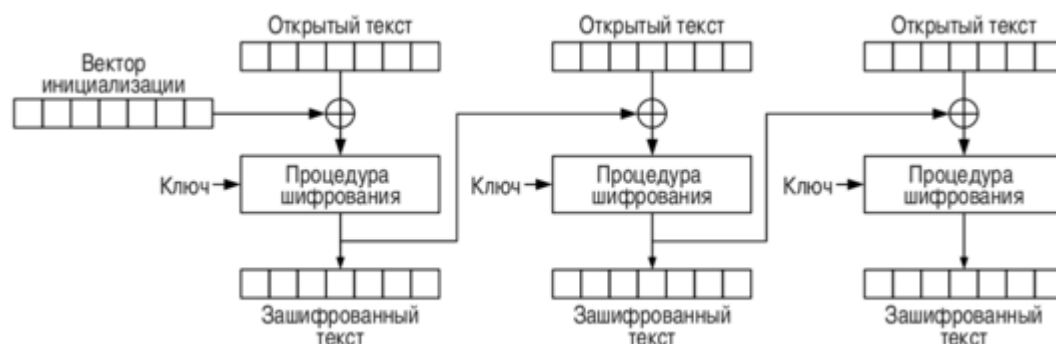 Открытый текст
Открытый текст
Открытый текст
Вектор
инициализации
Ключ
Процедура
шифрования
Ключ
Процедура
шифрования
Ключ
Процедура
шифрования
Зашифрованный
текст
Зашифрованный
текст
Зашифрованный
текст